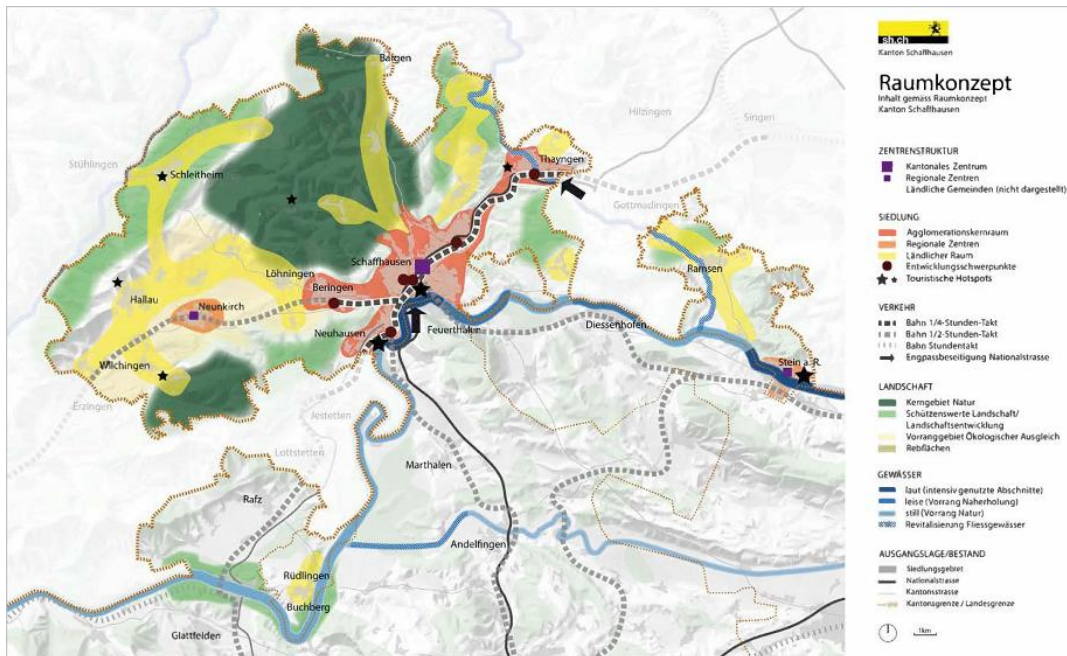 Bargen
Hilzingen
Singen
Stühlingen
Schleitheim
Thayngen
Gottmadingen
Schaffhausen
Löhningen
Beringen
Ramsen
Hallau
Neunkirch
Neuhausen
Feuerthalen
Diessenhofen
Wilchingen
Stein a. R.
Erzingen
Jestetten
Lottstetten
Marthalen
Rafz
Andelfingen
Rüdlingen
Buchberg
Glattfelden
sh.ch
Kanton Schaffhausen
Raumkonzept
Inhalt gemäss Raumkonzept
Kanton Schaffhausen
ZENTRENSTRUKTUR
Kantonales Zentrum
Regionale Zentren
Ländliche Gemeinden (nicht dargestellt)
SIEDLUNG
Agglomerationskernraum
Regionale Zentren
Ländlicher Raum
Entwicklungsschwerpunkte
Touristische Hotspots
VERKEHR
Bahn 1/4-Stunden-Takt
Bahn 1/2-Stunden-Takt
Bahn Stundentakt
Engpassbeseitigung Nationalstrasse
LANDSCHAFT
Kerngebiet Natur
Schützenswerte Landschaft/
Landschaftsentwicklung
Vorranggebiet Ökologischer Ausgleich
Rebflächen
GEWÄSSER
laut (intensiv genutzte Abschnitte)
leise (Vorrang Naherholung)
still (Vorrang Natur)
Revitalisierung Fliessgewässer
AUSGANGSLAGE/BESTAND
Siedlungsgebiet
Nationalstrasse
Kantonsstrasse
Kantonsgrenze / Landesgrenze
1km